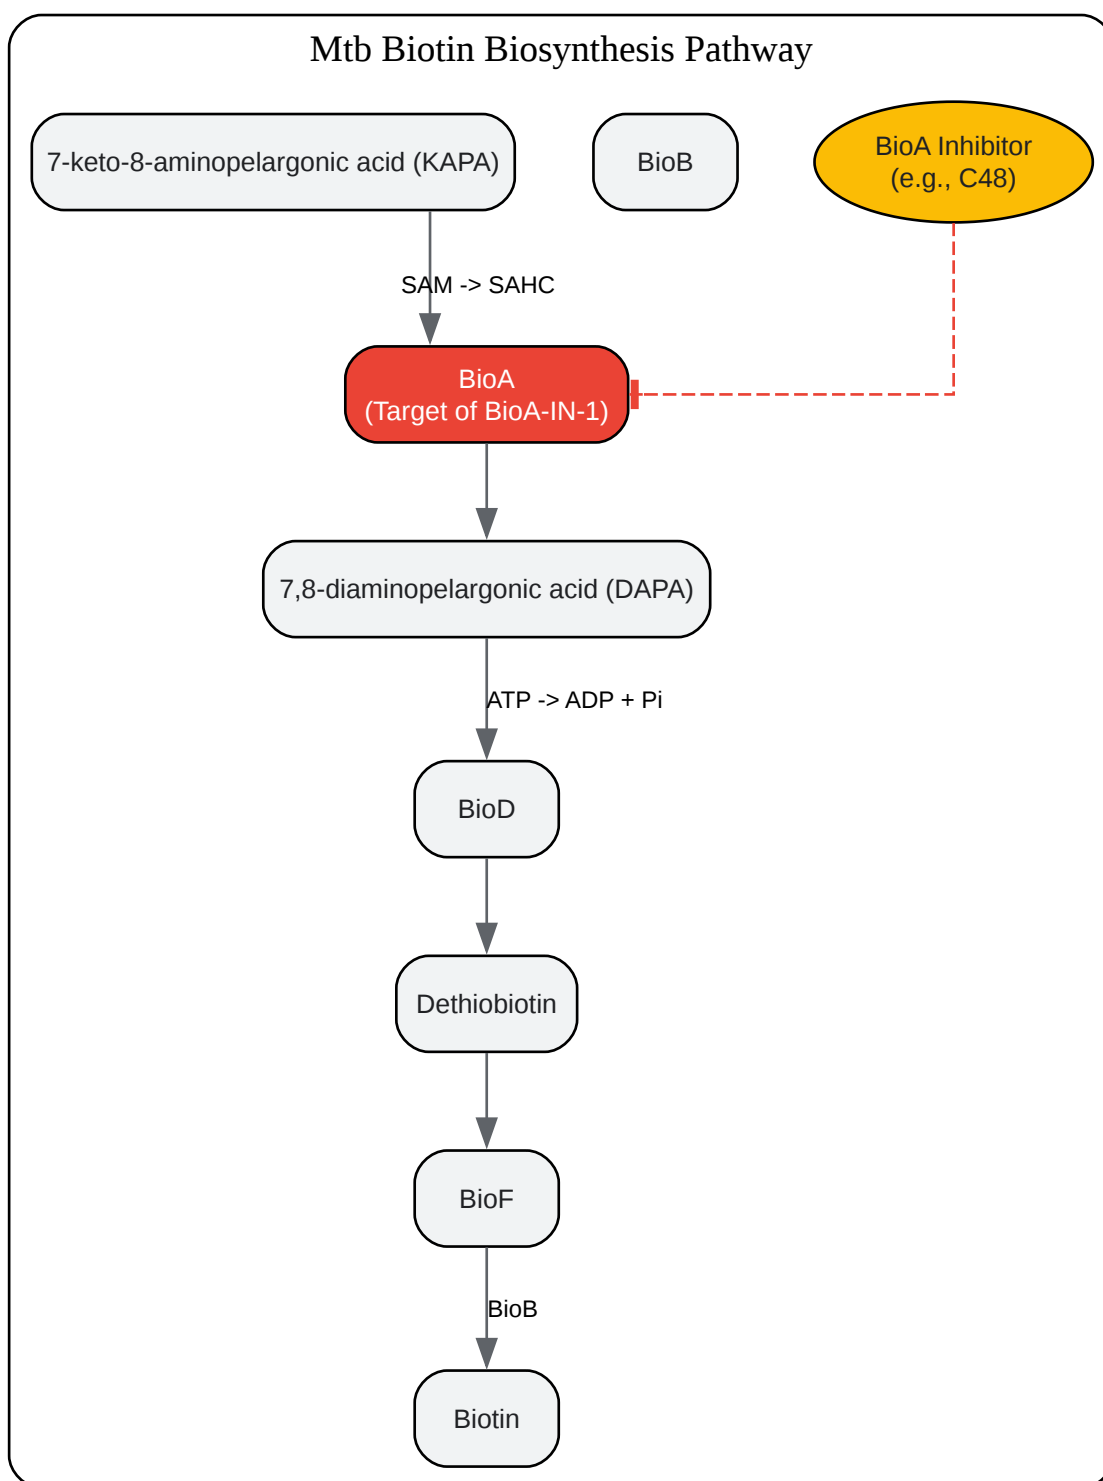 Mtb Biotin Biosynthesis Pathway
7-keto-8-aminopelargonic acid (KAPA)
BioB
BioA Inhibitor
(e.g., C48)
SAM -> SAHC
BioA
(Target of BioA-IN-1)
7,8-diaminopelargonic acid (DAPA)
ATP -> ADP + Pi
BioD
Dethiobiotin
BioF
BioB
Biotin